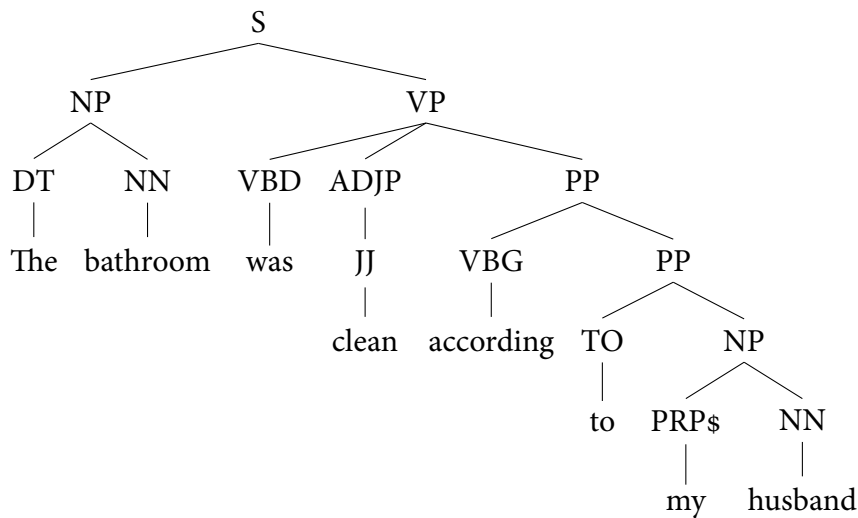 S
NP VP
DT NN VBD ADJP PP
The bathroom was JJ VBG PP
clean according TO NP
to PRP$ NN
my husband